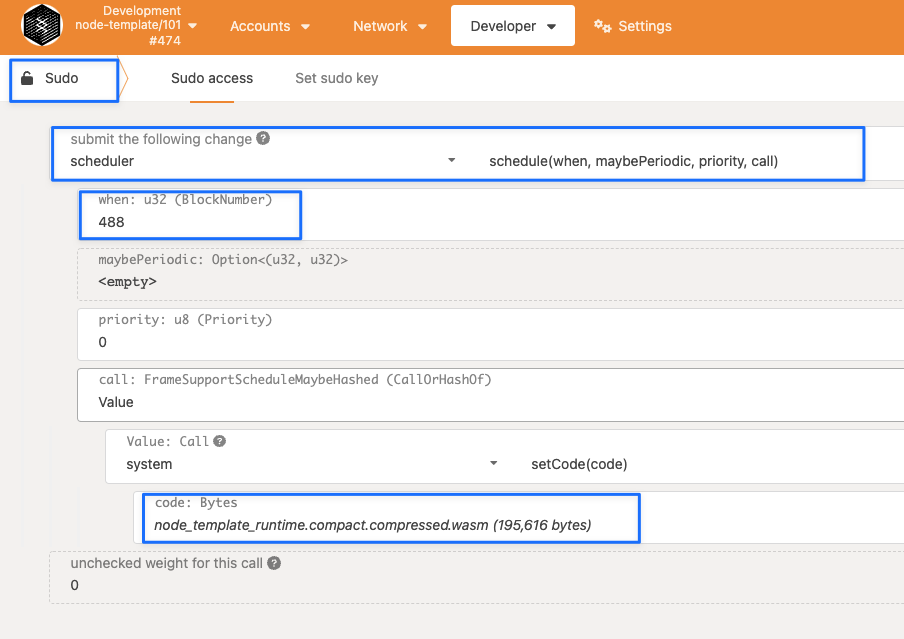 Development
node-template/101
#474
Accounts
Network
Developer
Settings
Sudo
Sudo access
Set sudo key
submit the following change
scheduler
schedule(when, maybePeriodic, priority, call)
when: u32 (BlockNumber)
488
maybePeriodic: Option<(u32, u32)>
<empty>
priority: u8 (Priority)
0
call: FrameSupportScheduleMaybeHashed (CallOrHashOf)
Value
Value: Call
system
setCode(code)
code: Bytes
node_template_runtime.compact.compressed.wasm (195,616 bytes)
unchecked weight for this call
0